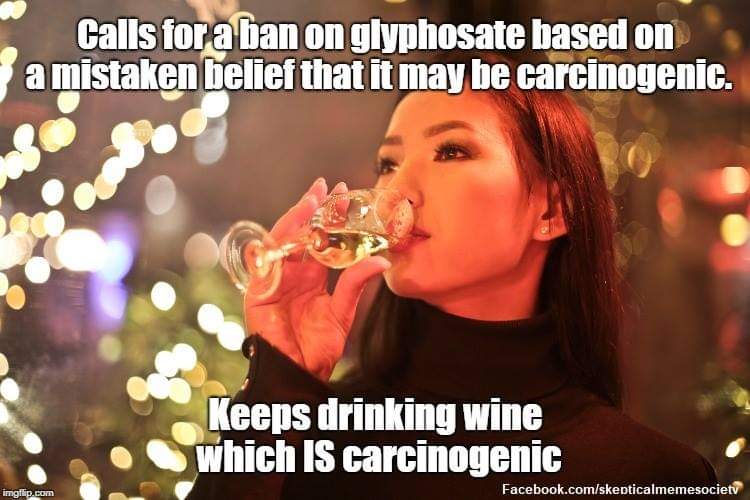 Calls for a ban on glyphosate based on
a mistaken belief that it may be carcinogenic.
Keeps drinking wine
which IS carcinogenic
Facebook.com/skepticalmemesociety
imgflip.com